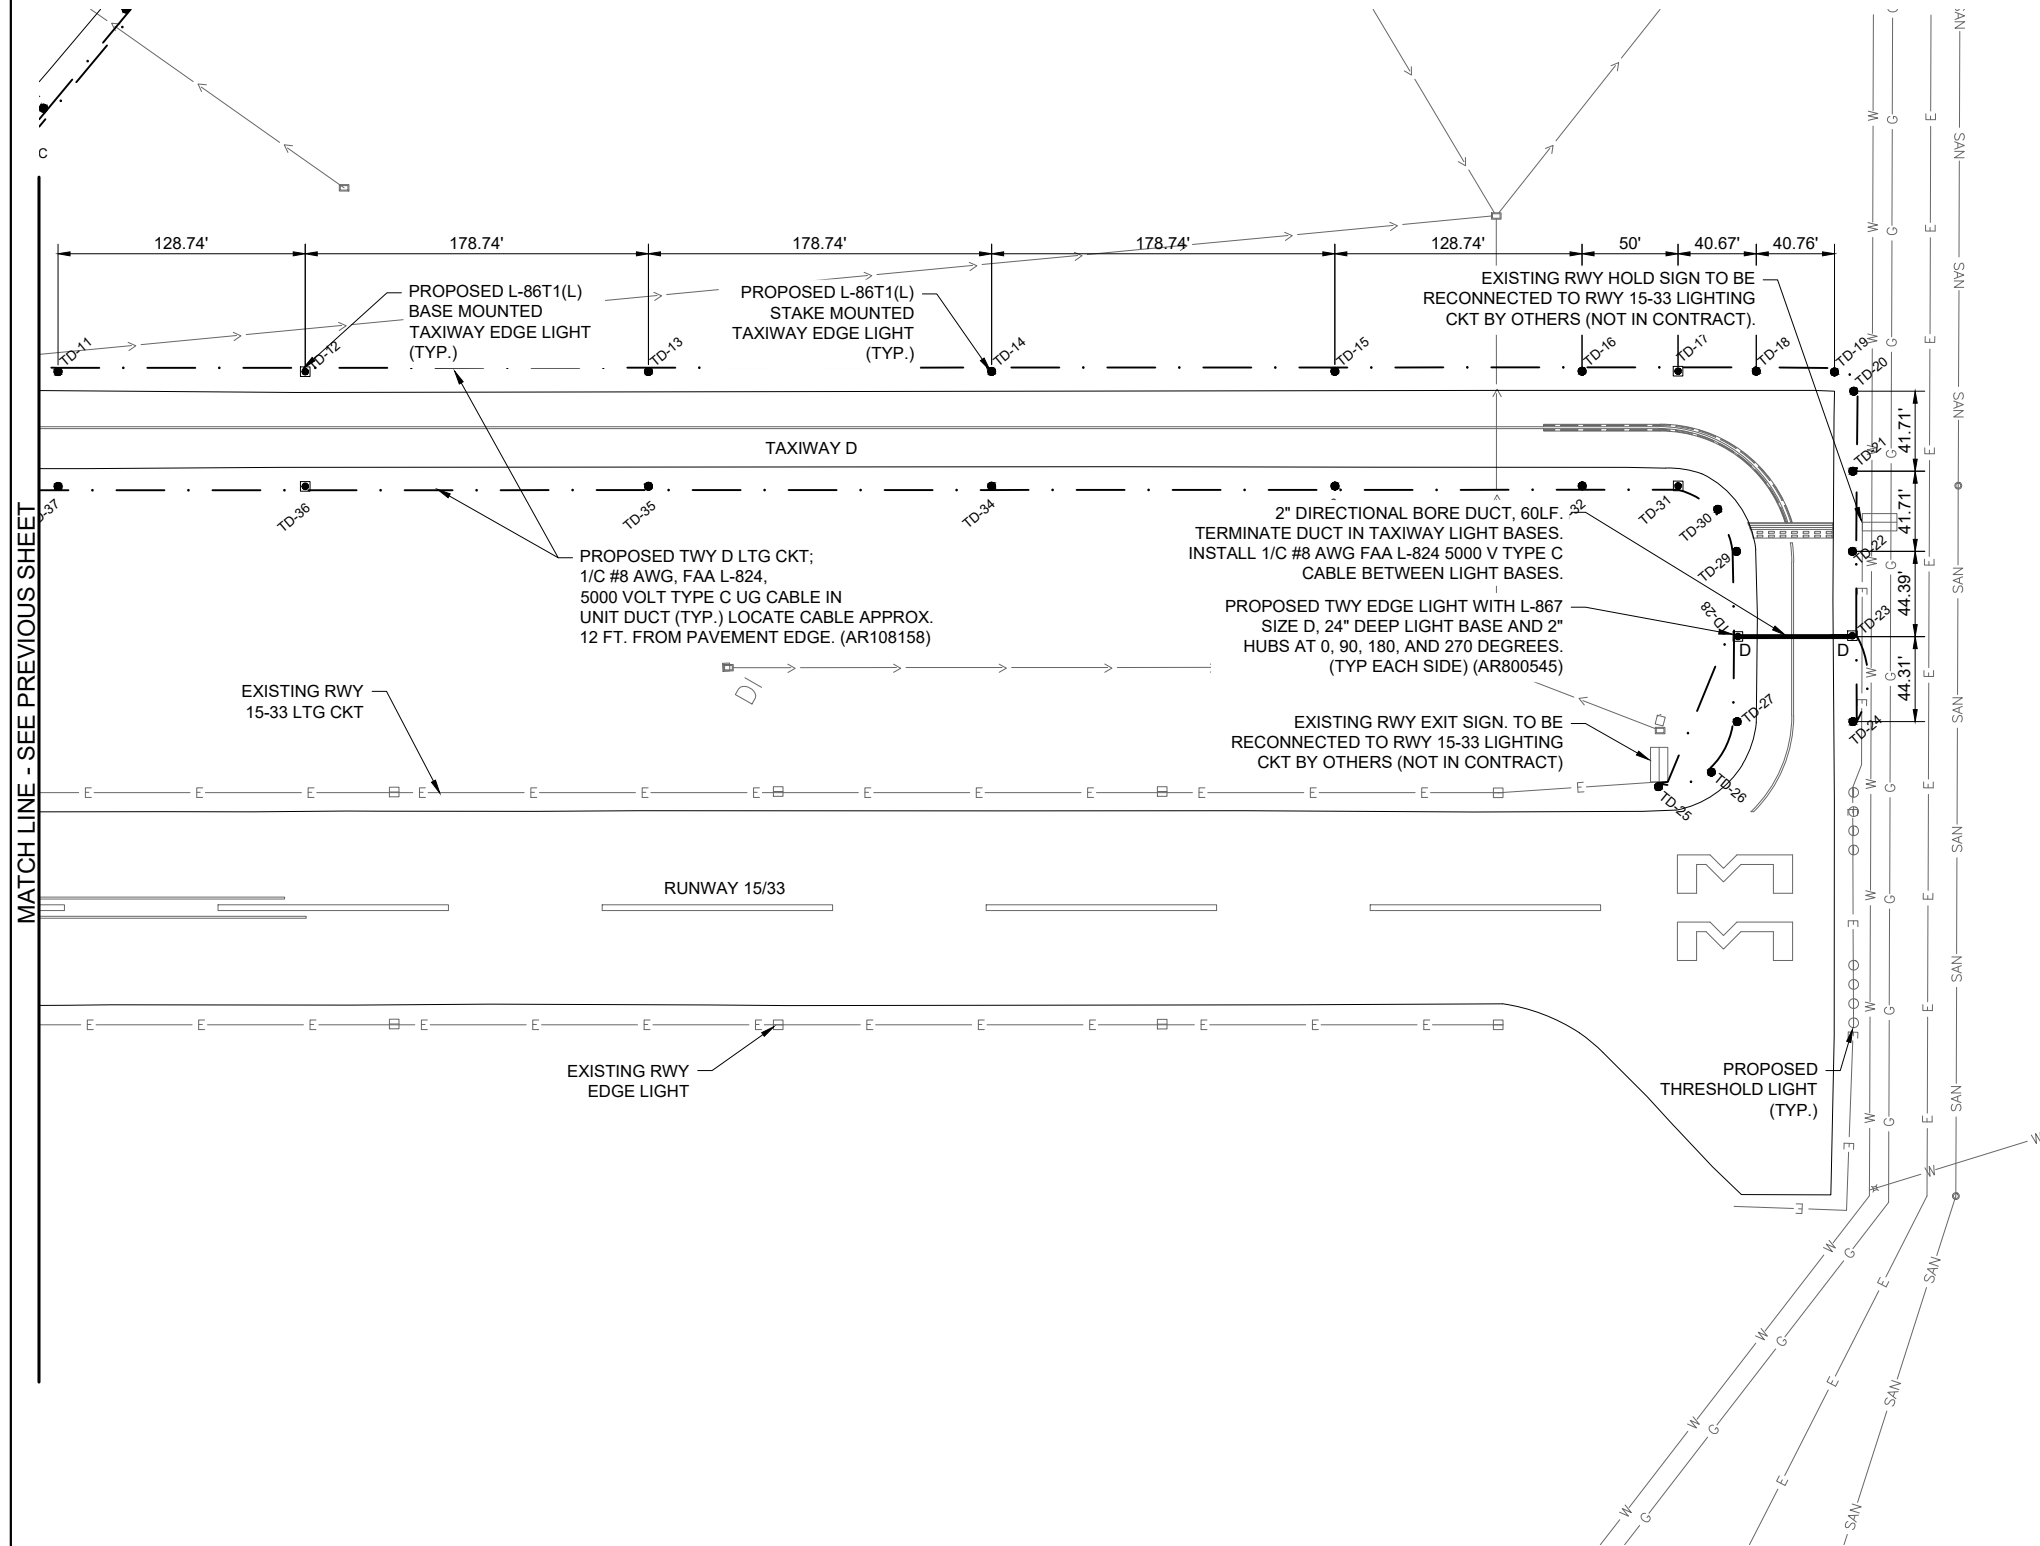 C
128.74'
178.74'
178.74'
178.74'
128.74'
50'
40.67'
40.76'
PROPOSED L-86T1(L)
BASE MOUNTED
TAXIWAY EDGE LIGHT
(TYP.)
PROPOSED L-86T1(L)
STAKE MOUNTED
TAXIWAY EDGE LIGHT
(TYP.)
EXISTING RWY HOLD SIGN TO BE
RECONNECTED TO RWY 15-33 LIGHTING
CKT BY OTHERS (NOT IN CONTRACT).
TD-11
TD-12
TD-13
TD-14
TD-15
TD-16
TD-17
TD-18
TD-19
TD-20
TD-21
TD-22
TD-23
TD-24
41.71'
41.71'
44.39'
44.31'
TAXIWAY D
-37
TD-36
TD-35
TD-34
-32
TD-31
TD-30
TD-29
TD-28
TD-27
TD-26
TD-25
2" DIRECTIONAL BORE DUCT, 60LF.
TERMINATE DUCT IN TAXIWAY LIGHT BASES.
INSTALL 1/C #8 AWG FAA L-824 5000 V TYPE C
CABLE BETWEEN LIGHT BASES.
PROPOSED TWY D LTG CKT;
1/C #8 AWG, FAA L-824,
5000 VOLT TYPE C UG CABLE IN
UNIT DUCT (TYP.) LOCATE CABLE APPROX.
12 FT. FROM PAVEMENT EDGE. (AR108158)
PROPOSED TWY EDGE LIGHT WITH L-867
SIZE D, 24" DEEP LIGHT BASE AND 2"
HUBS AT 0, 90, 180, AND 270 DEGREES.
(TYP EACH SIDE) (AR800545)
D
D
EXISTING RWY
15-33 LTG CKT
EXISTING RWY EXIT SIGN. TO BE
RECONNECTED TO RWY 15-33 LIGHTING
CKT BY OTHERS (NOT IN CONTRACT)
MATCH LINE - SEE PREVIOUS SHEET
E E E E E E E E E E E E E E
RUNWAY 15/33
E E E E E E E E E E E E E
EXISTING RWY
EDGE LIGHT
PROPOSED
THRESHOLD LIGHT
(TYP.)
W W W W W W W W
G G G G G G G G
E E E E E E E E
SAN SAN SAN SAN SAN SAN SAN SAN SAN